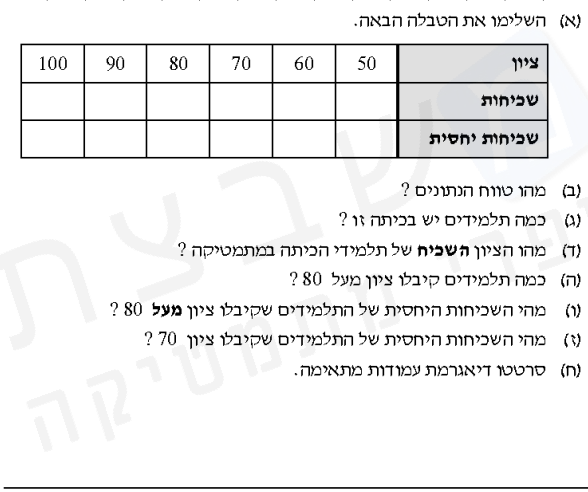 (א) השלימו את הטבלה הבאה.
ציון 50 60 70 80 90 100
שכיחות
שכיחות יחסית
(ב) מהו טווח הנתונים ?
(ג) כמה תלמידים יש בכיתה זו ?
(ד) מהו הציון השכיח של תלמידי הכיתה במתמטיקה ?
(ה) כמה תלמידים קיבלו ציון מעל 80 ?
(ו) מהי השכיחות היחסית של התלמידים שקיבלו ציון מעל 80 ?
(ז) מהי השכיחות היחסית של התלמידים שקיבלו ציון 70 ?
(ח) סרטטו דיאגרמת עמודות מתאימה.